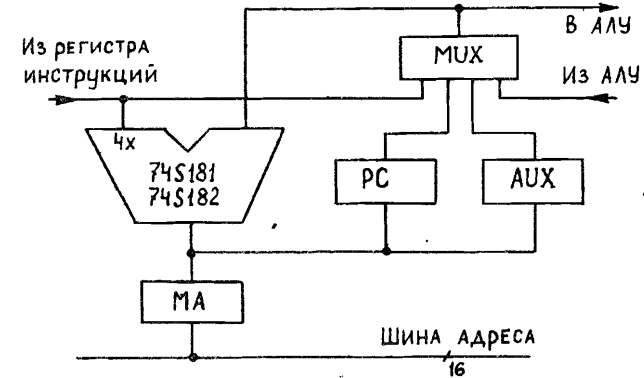 В АЛУ
Из регистра
инструкций
MUX
Из АЛУ
4x
74S181
74S182
PC
AUX
MA
Шина адреса
16